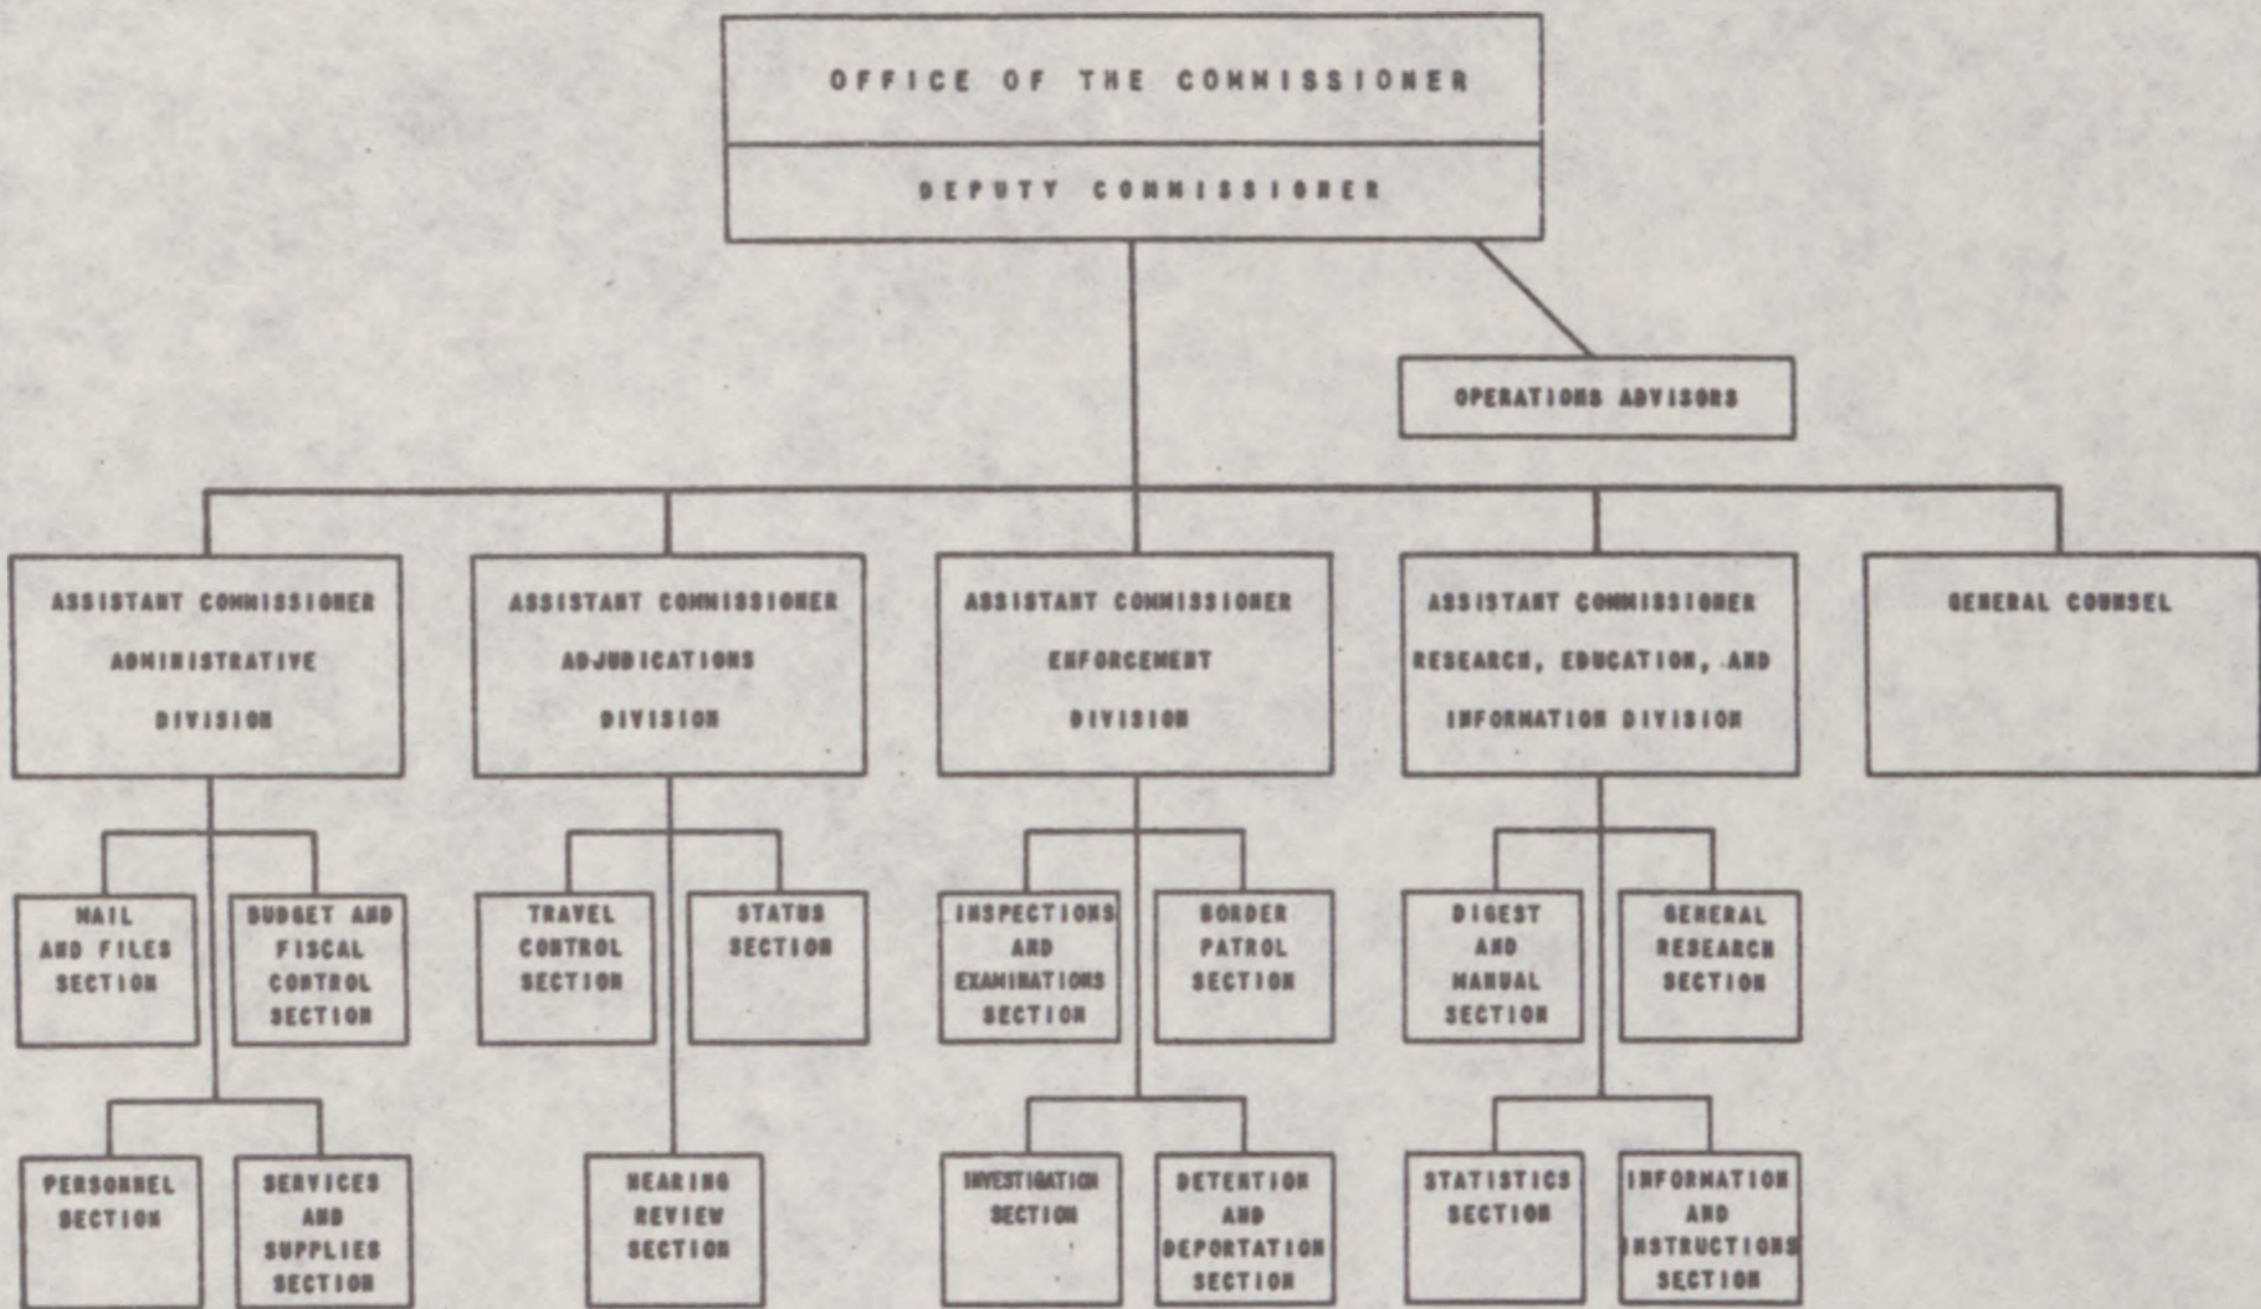 OFFICE OF THE COMMISSIONER
DEPUTY COMMISSIONER
OPERATIONS ADVISORS
ASSISTANT COMMISSIONER
ADMINISTRATIVE
DIVISION
ASSISTANT COMMISSIONER
ADJUDICATIONS
DIVISION
ASSISTANT COMMISSIONER
ENFORCEMENT
DIVISION
ASSISTANT COMMISSIONER
RESEARCH, EDUCATION, AND
INFORMATION DIVISION
GENERAL COUNSEL
MAIL
AND FILES
SECTION
BUDGET AND
FISCAL
CONTROL
SECTION
TRAVEL
CONTROL
SECTION
STATUS
SECTION
INSPECTIONS
AND
EXAMINATIONS
SECTION
BORDER
PATROL
SECTION
DIGEST
AND
MANUAL
SECTION
GENERAL
RESEARCH
SECTION
PERSONNEL
SECTION
SERVICES
AND
SUPPLIES
SECTION
HEARING
REVIEW
SECTION
INVESTIGATION
SECTION
DETENTION
AND
DEPORTATION
SECTION
STATISTICS
SECTION
INFORMATION
AND
INSTRUCTIONS
SECTION